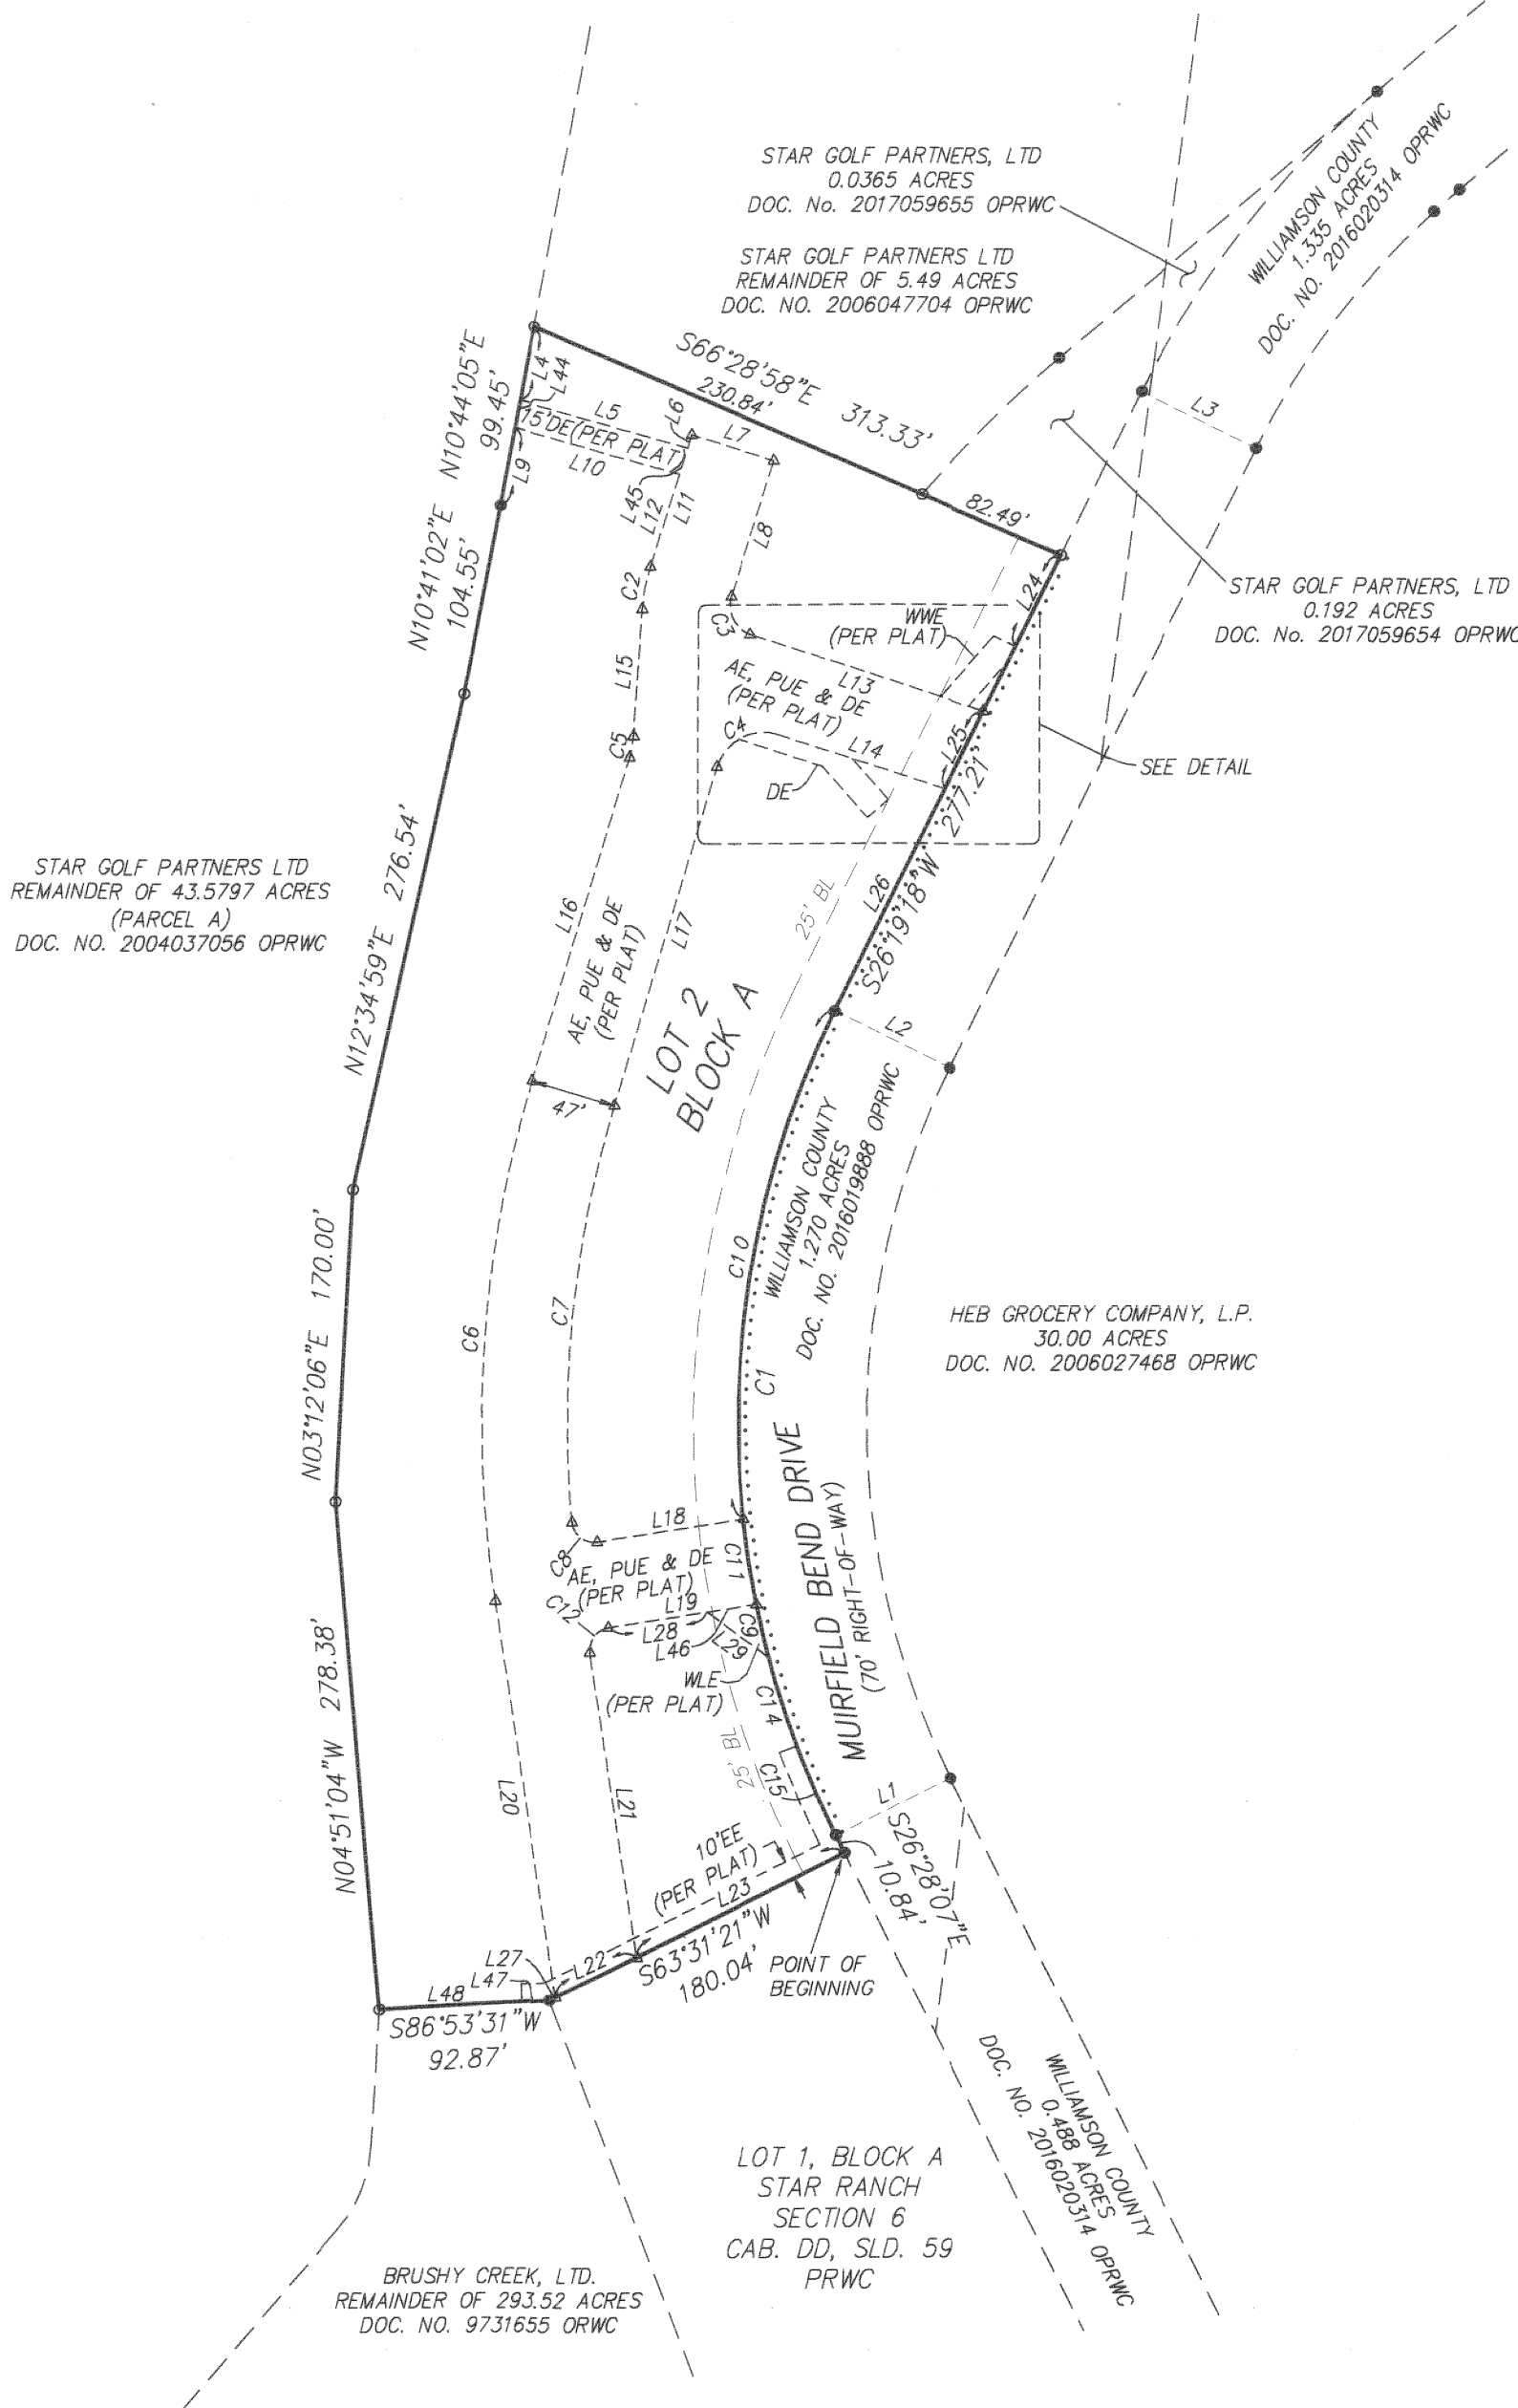 STAR GOLF PARTNERS, LTD
0.0365 ACRES
DOC. No. 2017059655 OPRWC
STAR GOLF PARTNERS LTD
REMAINDER OF 5.49 ACRES
DOC. NO. 2006047704 OPRWC
WILLIAMSON COUNTY
1.335 ACRES
DOC. NO. 2016020314 OPRWC
N10°44'05"E
99.45'
L4
L44
S66°28'58"E 313.33'
230.84'
82.49'
L3
L5
L6
L7
15'DE(PER PLAT)
L10
L9
L45
L12
L11
L8
N10°41'02"E
104.55'
C2
C3
L24
WWE
(PER PLAT)
STAR GOLF PARTNERS, LTD
0.192 ACRES
DOC. No. 2017059654 OPRWC
L15
AE, PUE & DE
(PER PLAT)
L13
C5
C4
L14
L25
DE
SEE DETAIL
S26°19'18"W 277.21'
L26
25' BL
STAR GOLF PARTNERS LTD
REMAINDER OF 43.5797 ACRES
(PARCEL A)
DOC. NO. 2004037056 OPRWC
N12°34'59"E 276.54'
L16
L17
AE, PUE & DE
(PER PLAT)
LOT 2
BLOCK A
47'
L2
WILLIAMSON COUNTY
1.270 ACRES
DOC. NO. 2016019888 OPRWC
C10
C1
C6
C7
N03°12'06"E 170.00'
HEB GROCERY COMPANY, L.P.
30.00 ACRES
DOC. NO. 2006027468 OPRWC
MUIRFIELD BEND DRIVE
(70' RIGHT-OF-WAY)
L18
C8
C11
AE, PUE & DE
(PER PLAT)
C12
L19
L28
L46
C9
L29
WLE
(PER PLAT)
C14
25' BL
C15
N04°51'04"W 278.38'
L20
L21
L1
S26°28'07"E
10.84'
10'EE
(PER PLAT)
L23
L27
L22
L47
L48
S63°31'21"W
180.04'
POINT OF
BEGINNING
S86°53'31"W
92.87'
WILLIAMSON COUNTY
0.488 ACRES
DOC. NO. 2016020314 OPRWC
LOT 1, BLOCK A
STAR RANCH
SECTION 6
CAB. DD, SLD. 59
PRWC
BRUSHY CREEK, LTD.
REMAINDER OF 293.52 ACRES
DOC. NO. 9731655 ORWC